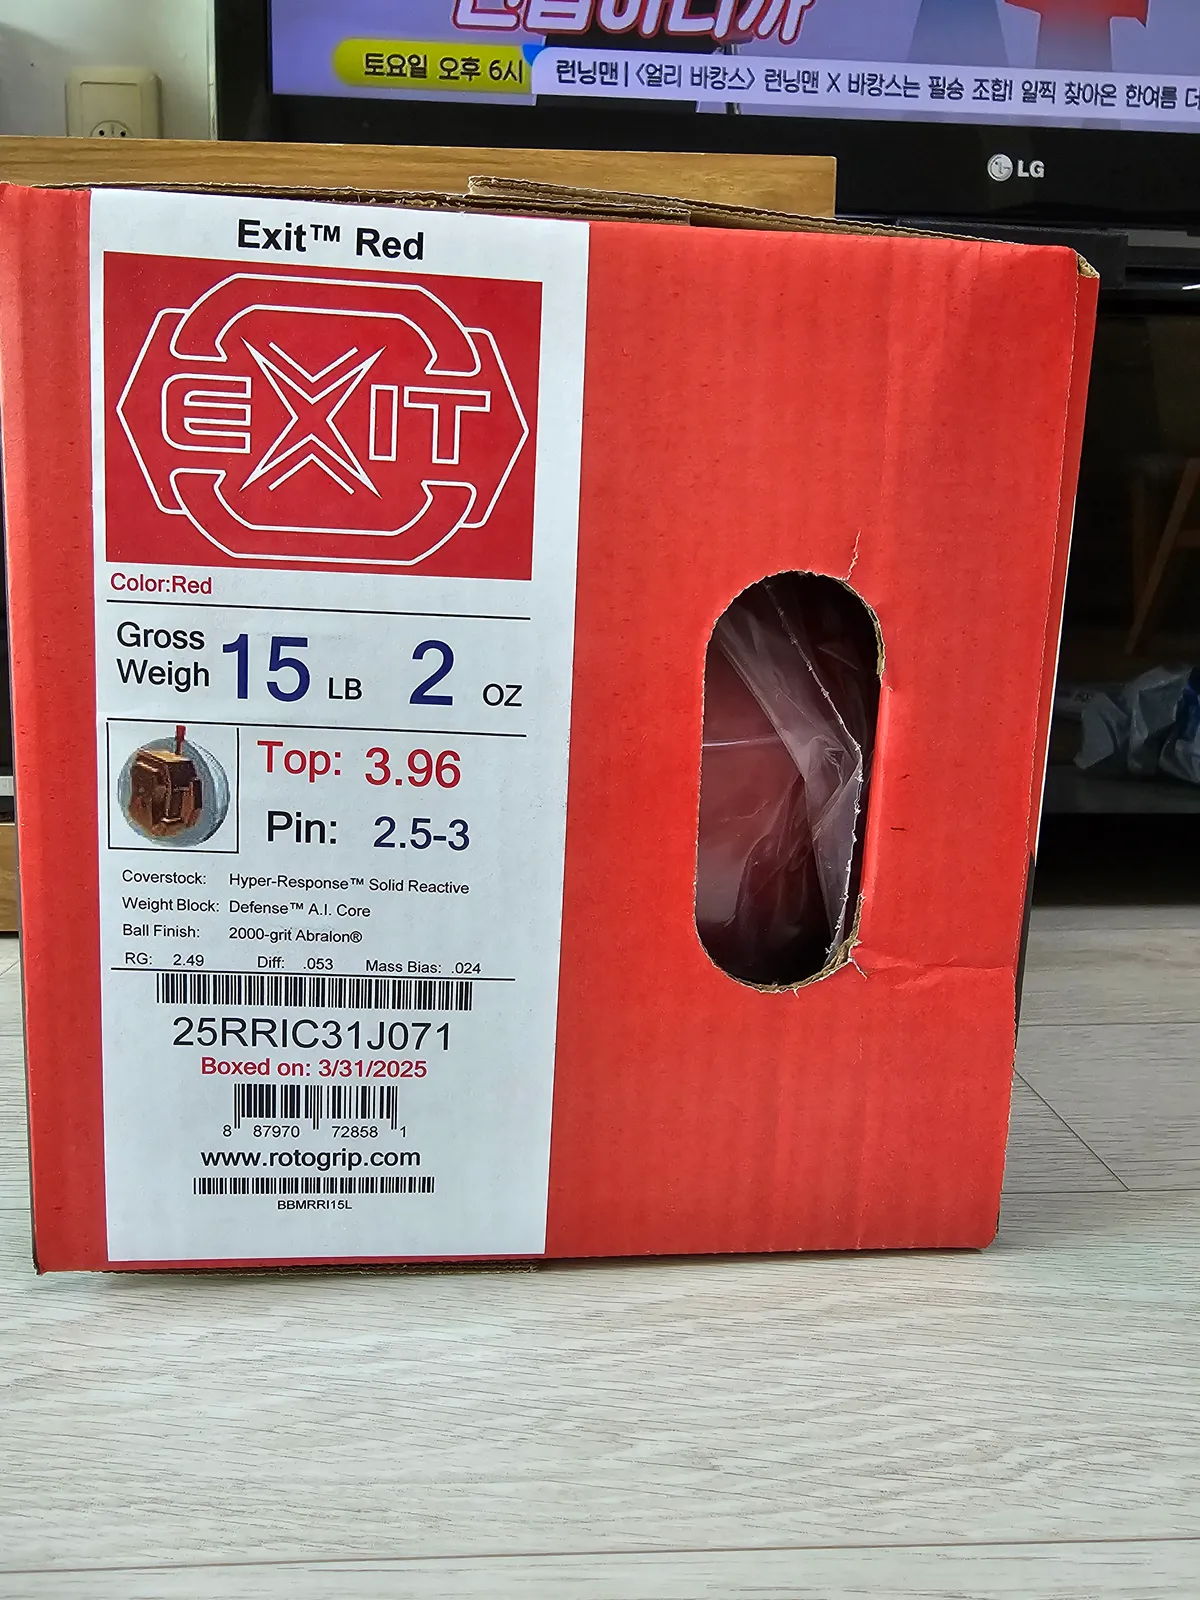 토요일 오후 6시
런닝맨 | <얼리 바캉스> 런닝맨 X 바캉스는 필승 조합! 일찍 찾아온 한여름 더
LG
Exit™ Red
EXIT
Color:Red
Gross Weigh 15 LB 2 OZ
Top: 3.96
Pin: 2.5-3
Coverstock: Hyper-Response™ Solid Reactive
Weight Block: Defense™ A.I. Core
Ball Finish: 2000-grit Abralon®
RG: 2.49 Diff: .053 Mass Bias: .024
25RRIC31J071
Boxed on: 3/31/2025
8 87970 72858 1
www.rotogrip.com
BBMRRI15L